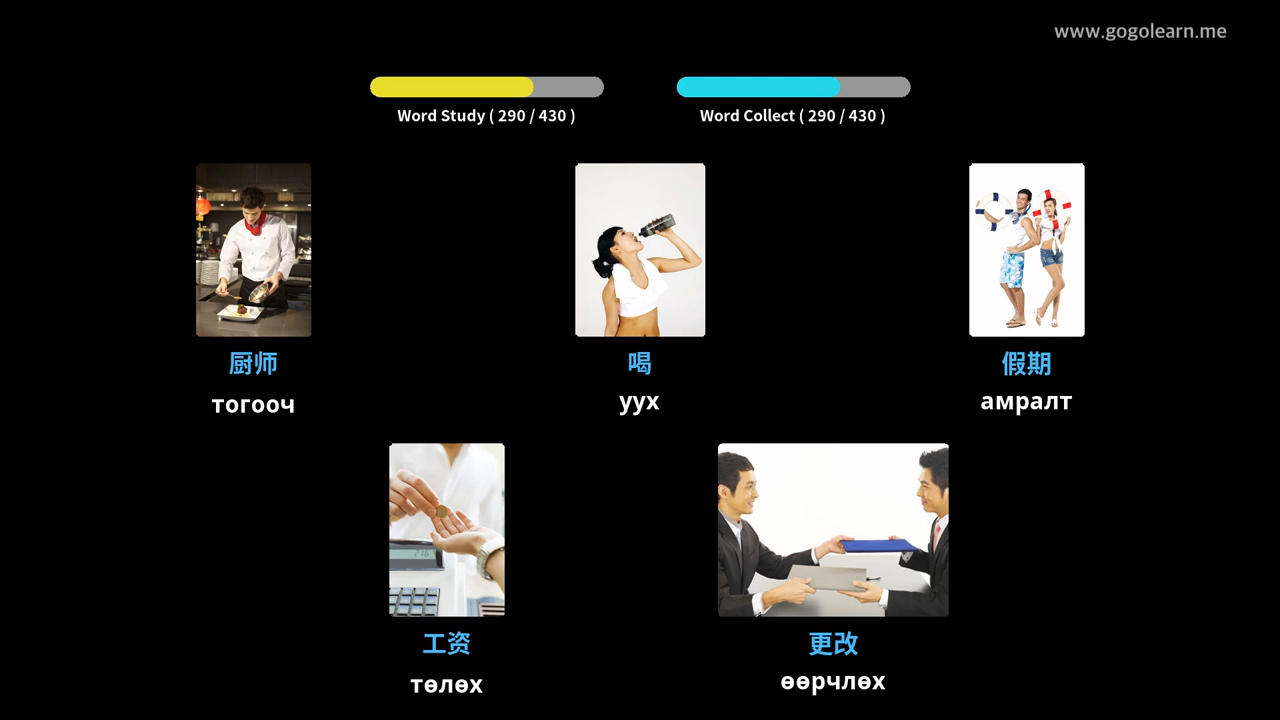 www.gogolearn.me
Word Study ( 290 / 430 )
Word Collect ( 290 / 430 )
厨师
喝
假期
тогооч
уух
амралт
工资
更改
төлөх
өөрчлөх